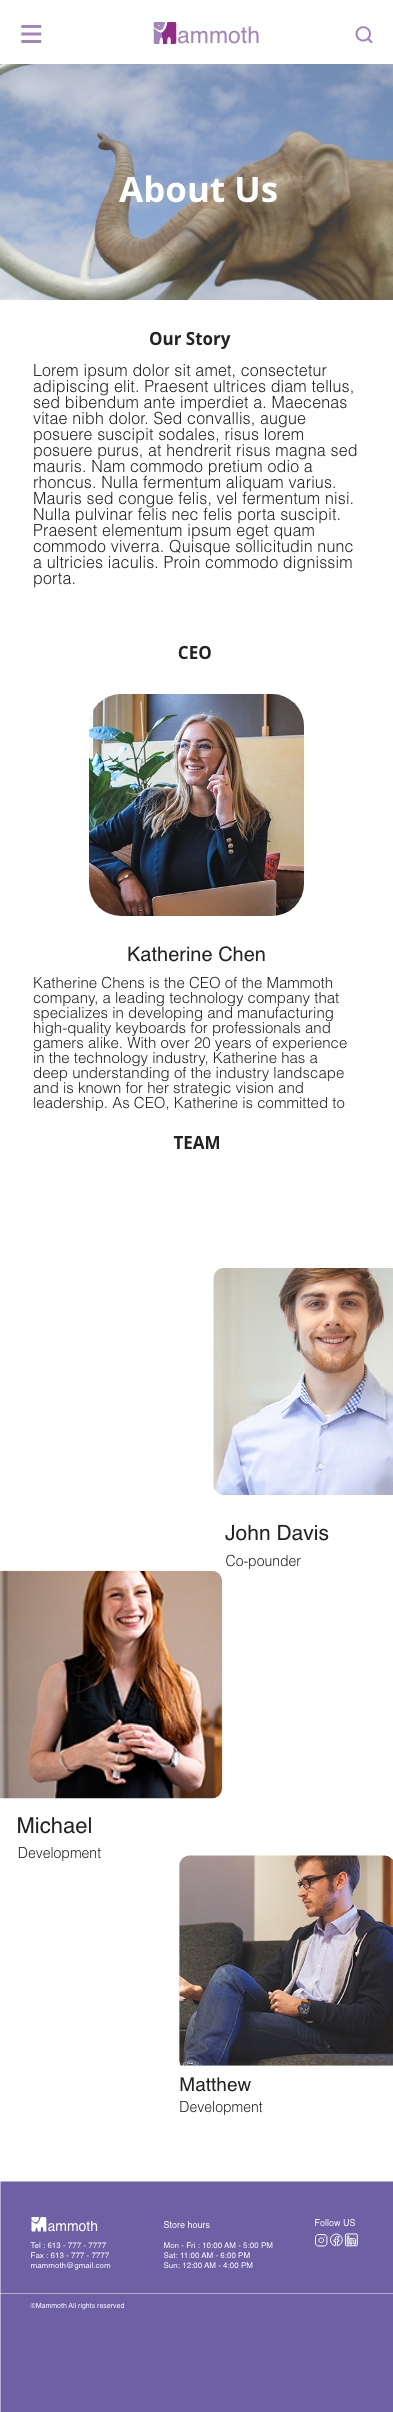 Mammoth
About Us
Our Story
Lorem ipsum dolor sit amet, consectetur
adipiscing elit. Praesent ultrices diam tellus,
sed bibendum ante imperdiet a. Maecenas
vitae nibh dolor. Sed convallis, augue
posuere suscipit sodales, risus lorem
posuere purus, at hendrerit risus magna sed
mauris. Nam commodo pretium odio a
rhoncus. Nulla fermentum aliquam varius.
Mauris sed congue felis, vel fermentum nisi.
Nulla pulvinar felis nec felis porta suscipit.
Praesent elementum ipsum eget quam
commodo viverra. Quisque sollicitudin nunc
a ultricies iaculis. Proin commodo dignissim
porta.
CEO
Katherine Chen
Katherine Chens is the CEO of the Mammoth
company, a leading technology company that
specializes in developing and manufacturing
high-quality keyboards for professionals and
gamers alike. With over 20 years of experience
in the technology industry, Katherine has a
deep understanding of the industry landscape
and is known for her strategic vision and
leadership. As CEO, Katherine is committed to
TEAM
John Davis
Co-pounder
Michael
Development
Matthew
Development
Mammoth
Tel : 613 - 777 - 7777
Fax : 613 - 777 - 7777
mammoth@gmail.com
Store hours
Mon - Fri : 10:00 AM - 5:00 PM
Sat: 11:00 AM - 6:00 PM
Sun: 12:00 AM - 4:00 PM
Follow US
©Mammoth All rights reserved